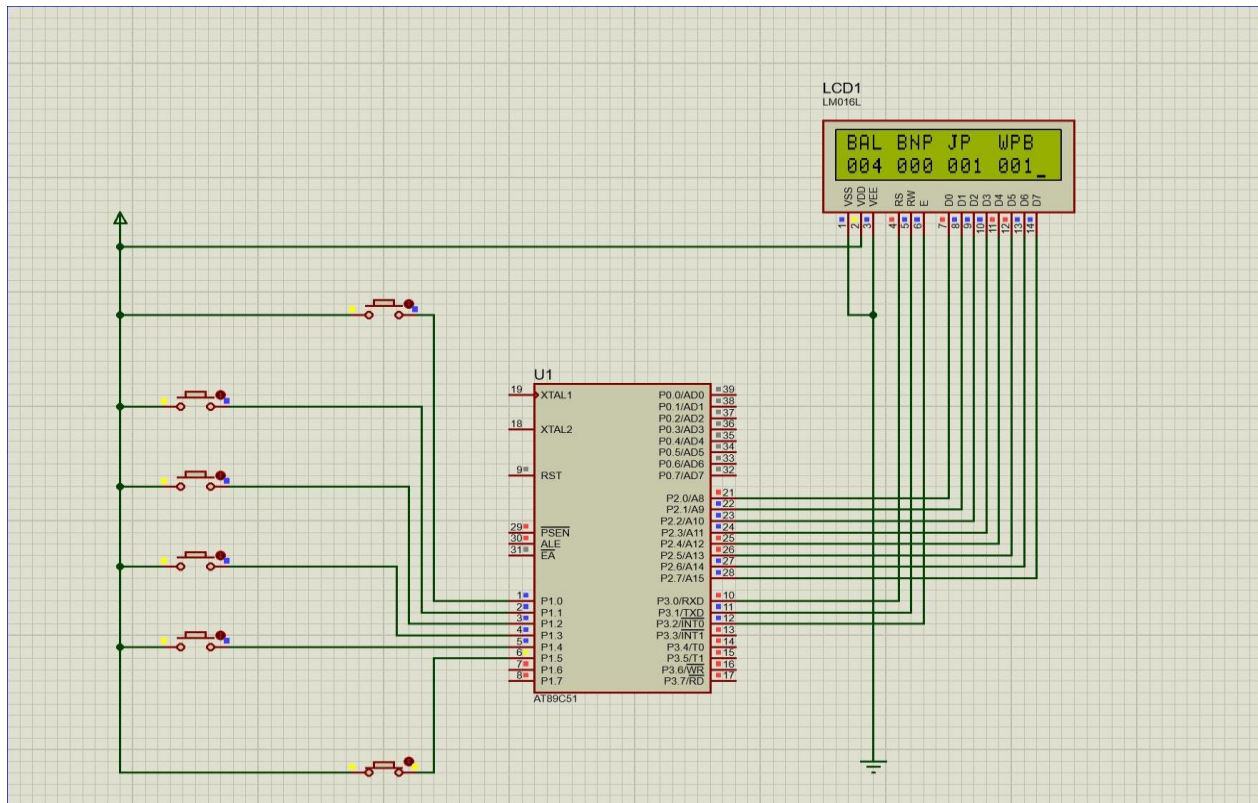 LCD1
LM016L
BAL BNP JP WPB
004 000 001 001_
VSS
VDD
VEE
RS
RW
E
D0
D1
D2
D3
D4
D5
D6
D7
1
2
3
4
5
6
7
8
9
10
11
12
13
14
U1
19 XTAL1
18 XTAL2
9 RST
29 PSEN
30 ALE
31 EA
1 P1.0
2 P1.1
3 P1.2
4 P1.3
5 P1.4
6 P1.5
7 P1.6
8 P1.7
P0.0/AD0 39
P0.1/AD1 38
P0.2/AD2 37
P0.3/AD3 36
P0.4/AD4 35
P0.5/AD5 34
P0.6/AD6 33
P0.7/AD7 32
P2.0/A8 21
P2.1/A9 22
P2.2/A10 23
P2.3/A11 24
P2.4/A12 25
P2.5/A13 26
P2.6/A14 27
P2.7/A15 28
P3.0/RXD 10
P3.1/TXD 11
P3.2/INT0 12
P3.3/INT1 13
P3.4/T0 14
P3.5/T1 15
P3.6/WR 16
P3.7/RD 17
AT89C51